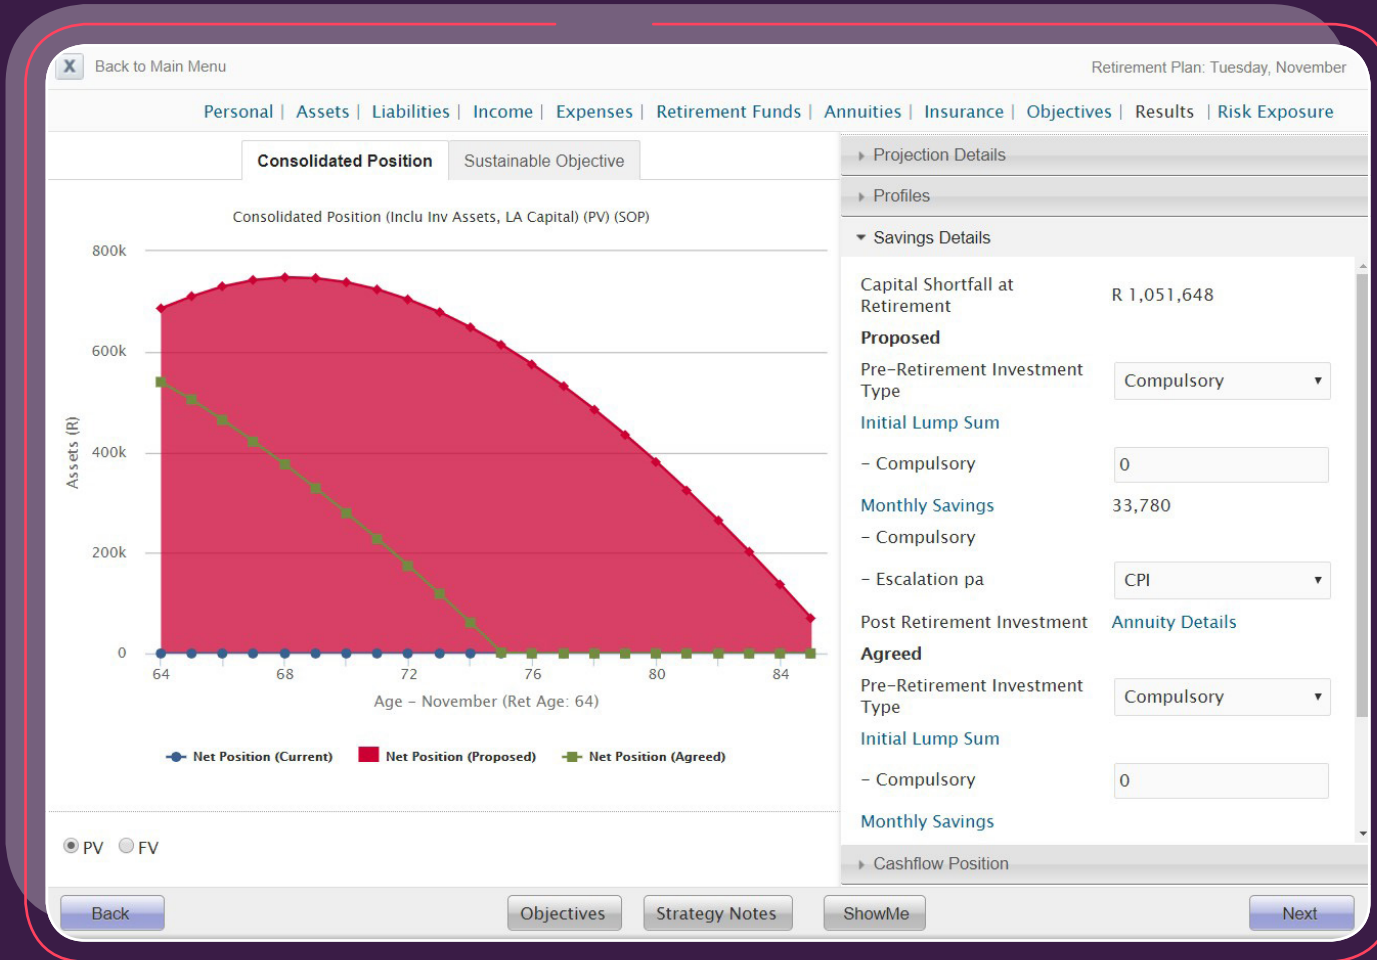 X Back to Main Menu
Retirement Plan: Tuesday, November
Personal | Assets | Liabilities | Income | Expenses | Retirement Funds | Annuities | Insurance | Objectives | Results | Risk Exposure
Consolidated Position
Sustainable Objective
Consolidated Position (Inclu Inv Assets, LA Capital) (PV) (SOP)
800k
600k
400k
200k
0
Assets (R)
64 68 72 76 80 84
Age - November (Ret Age: 64)
Net Position (Current) Net Position (Proposed) Net Position (Agreed)
PV FV
Projection Details
Profiles
Savings Details
Capital Shortfall at
Retirement
R 1,051,648
Proposed
Pre-Retirement Investment
Type
Compulsory
Initial Lump Sum
- Compulsory
0
Monthly Savings
33,780
- Compulsory
- Escalation pa
CPI
Post Retirement Investment
Annuity Details
Agreed
Pre-Retirement Investment
Type
Compulsory
Initial Lump Sum
- Compulsory
0
Monthly Savings
Cashflow Position
Back
Objectives
Strategy Notes
ShowMe
Next